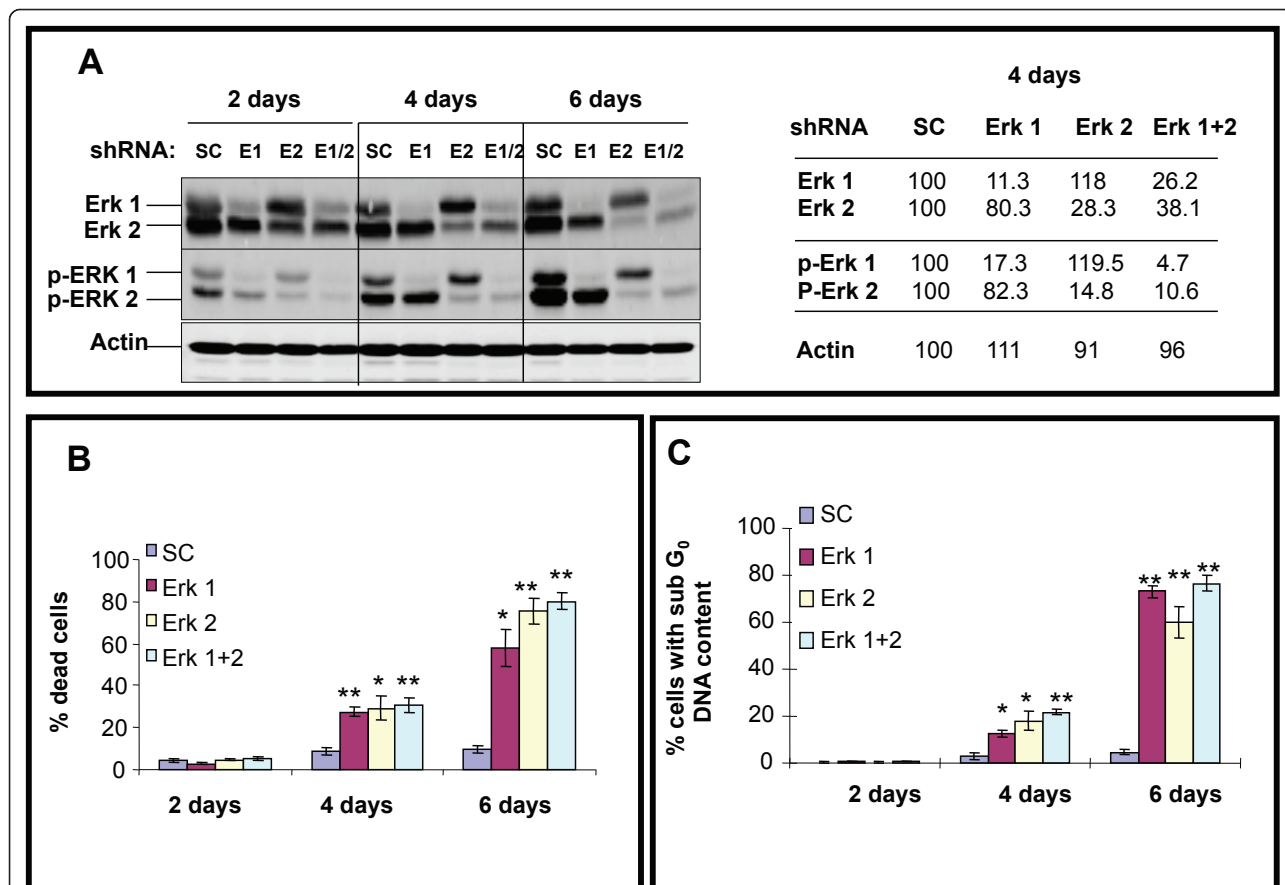 A
2 days 4 days 6 days
shRNA: SC E1 E2 E1/2 SC E1 E2 E1/2 SC E1 E2 E1/2
Erk 1
Erk 2
p-ERK 1
p-ERK 2
Actin
4 days
shRNA SC Erk 1 Erk 2 Erk 1+2
Erk 1 100 11.3 118 26.2
Erk 2 100 80.3 28.3 38.1
p-Erk 1 100 17.3 119.5 4.7
P-Erk 2 100 82.3 14.8 10.6
Actin 100 111 91 96
B
% dead cells
100
80
60
40
20
0
SC
Erk 1
Erk 2
Erk 1+2
** * **
* ** **
2 days 4 days 6 days
C
% cells with sub G₀
DNA content
100
80
60
40
20
0
SC
Erk 1
Erk 2
Erk 1+2
* * **
** ** **
2 days 4 days 6 days